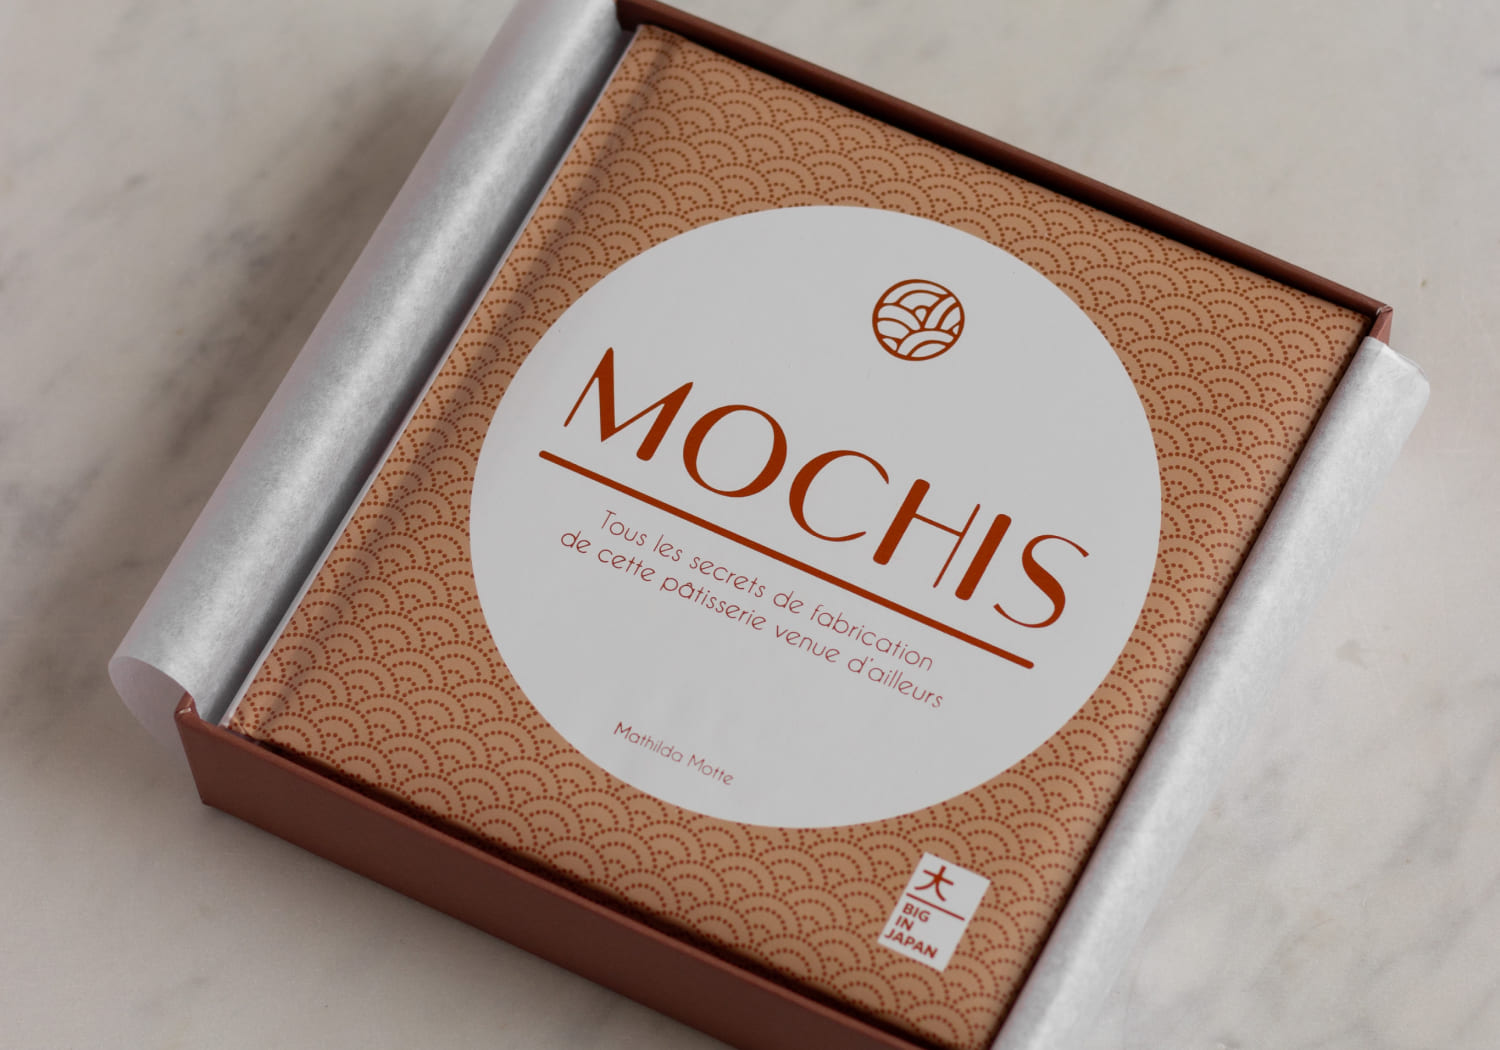 MOCHIS
Tous les secrets de fabrication
de cette pâtisserie venue d'ailleurs
Mathilda Motte
大
BIG
IN
JAPAN